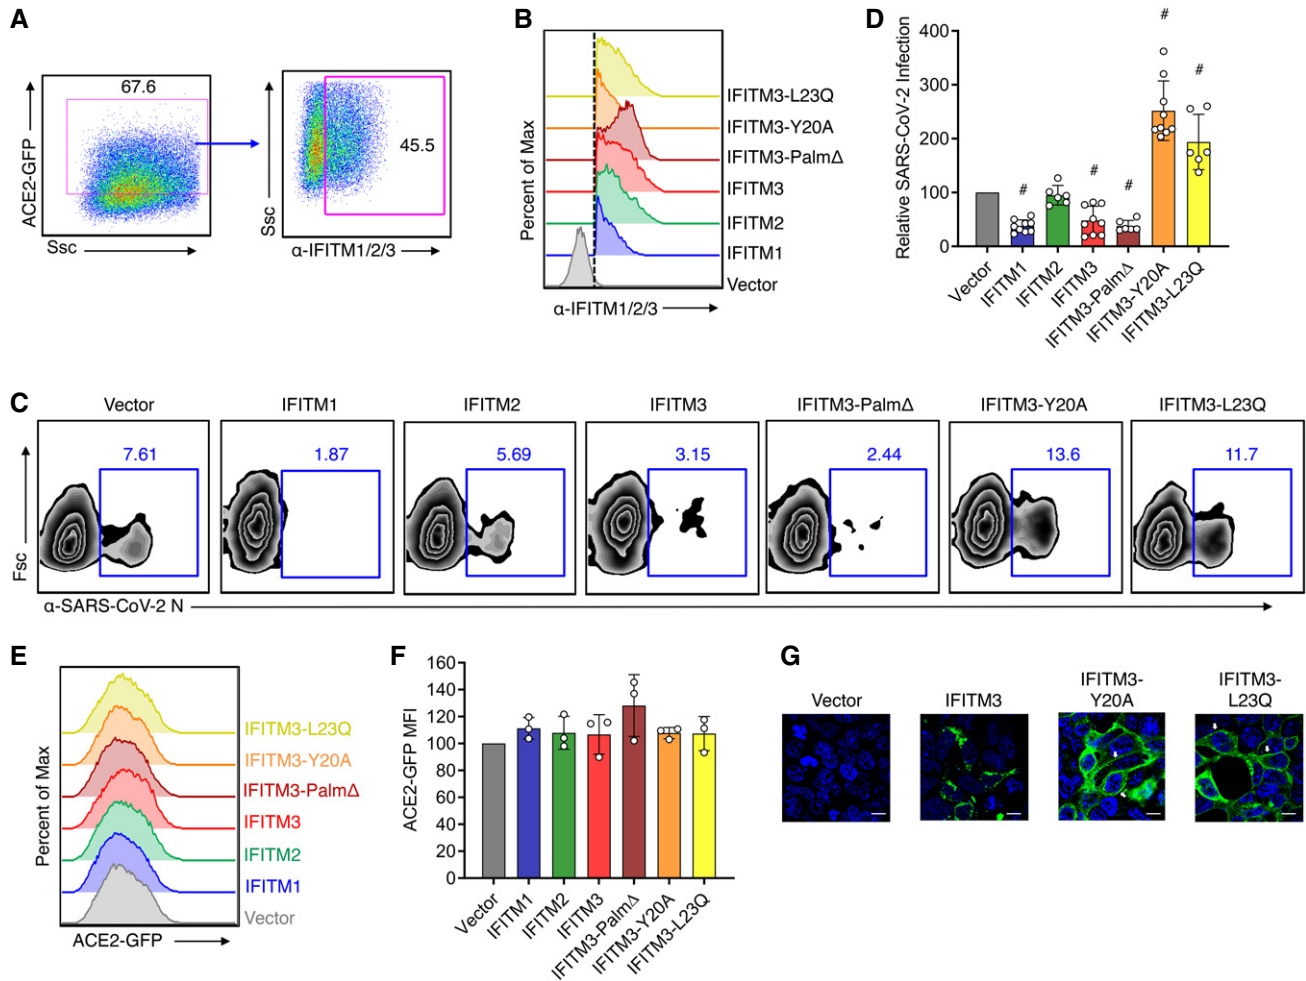 A
67.6
ACE2-GFP
Ssc
45.5
Ssc
α-IFITM1/2/3
B
Percent of Max
IFITM3-L23Q
IFITM3-Y20A
IFITM3-PalmΔ
IFITM3
IFITM2
IFITM1
Vector
α-IFITM1/2/3
D
Relative SARS-CoV-2 Infection
400
300
200
100
0
# # # # # #
Vector
IFITM1
IFITM2
IFITM3
IFITM3-PalmΔ
IFITM3-Y20A
IFITM3-L23Q
C
Vector IFITM1 IFITM2 IFITM3 IFITM3-PalmΔ IFITM3-Y20A IFITM3-L23Q
7.61 1.87 5.69 3.15 2.44 13.6 11.7
Fsc
α-SARS-CoV-2 N
E
Percent of Max
IFITM3-L23Q
IFITM3-Y20A
IFITM3-PalmΔ
IFITM3
IFITM2
IFITM1
Vector
ACE2-GFP
F
ACE2-GFP MFI
160
140
120
100
80
60
40
20
0
Vector
IFITM1
IFITM2
IFITM3
IFITM3-PalmΔ
IFITM3-Y20A
IFITM3-L23Q
G
Vector
IFITM3
IFITM3-
Y20A
IFITM3-
L23Q